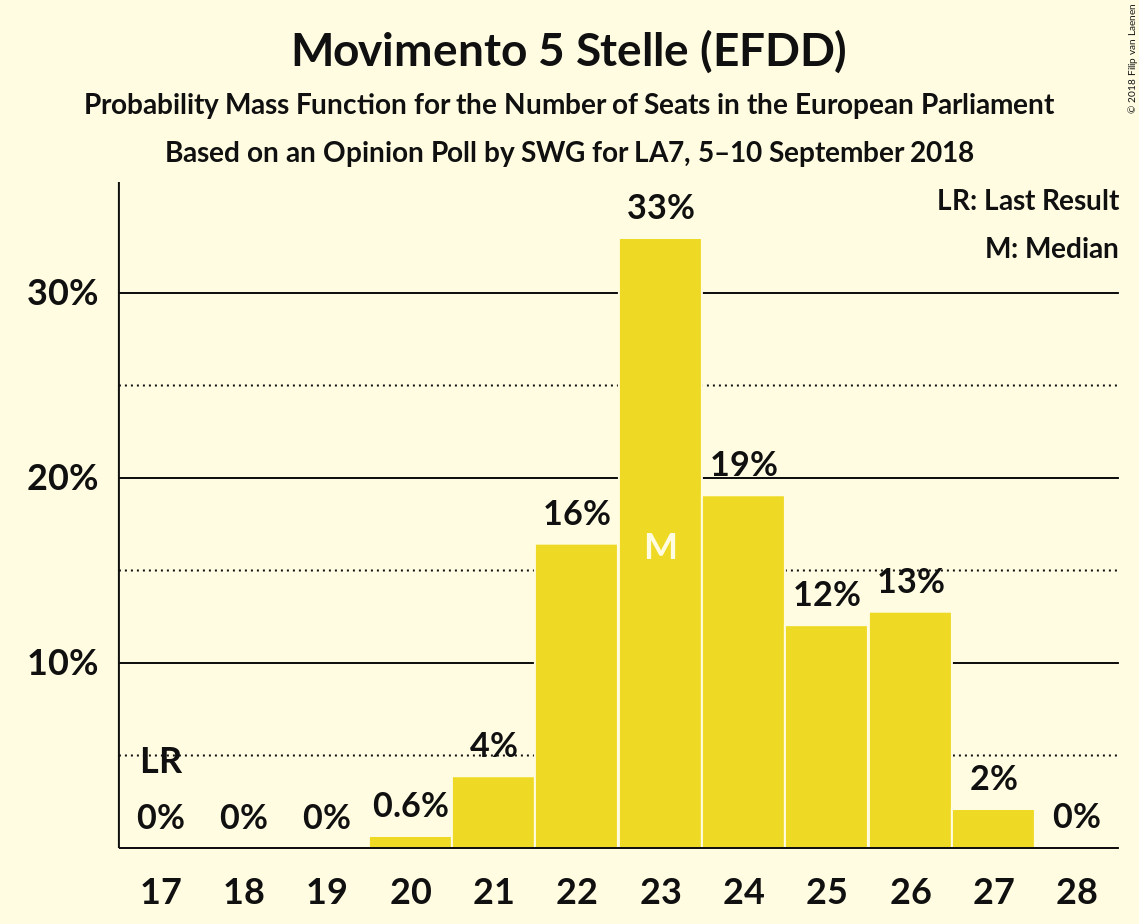 Movimento 5 Stelle (EFDD)
Probability Mass Function for the Number of Seats in the European Parliament
Based on an Opinion Poll by SWG for LA7, 5–10 September 2018
© 2018 Filip van Laenen
LR: Last Result
M: Median
30%
20%
10%
LR
0%
0%
0%
0.6%
4%
16%
33%
M
19%
12%
13%
2%
0%
17 18 19 20 21 22 23 24 25 26 27 28